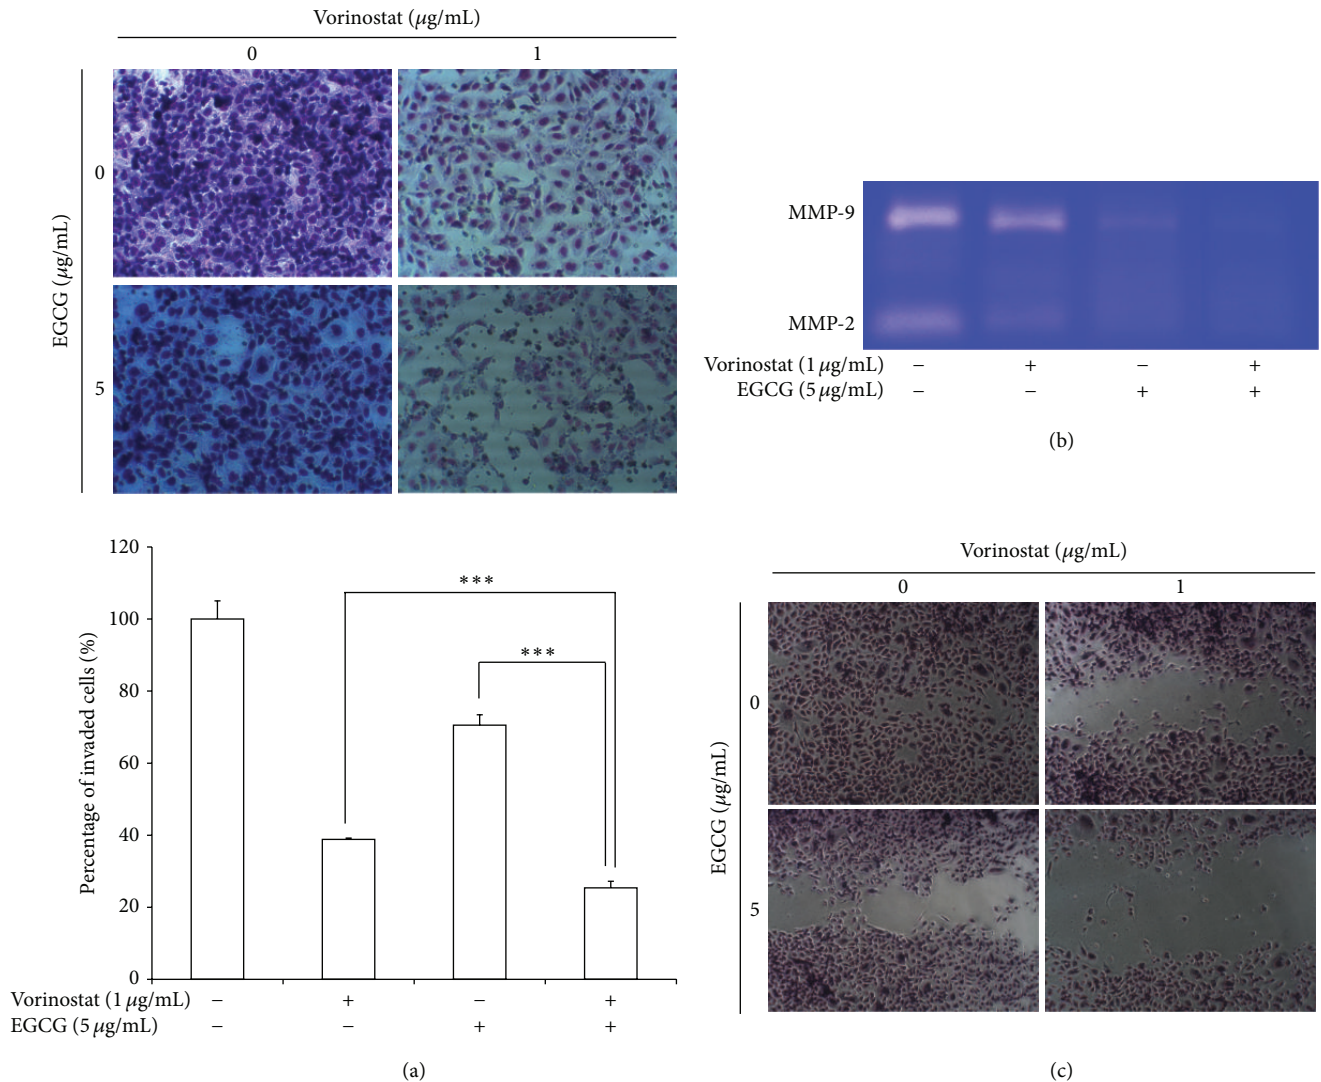 Vorinostat (μg/mL)
0 1
EGCG (μg/mL)
0
5
MMP-9
MMP-2
Vorinostat (1 μg/mL) − + − +
EGCG (5 μg/mL) − − + +
(b)
120
100
80
60
40
20
0
Percentage of invaded cells (%)
***
***
Vorinostat (1 μg/mL) − + − +
EGCG (5 μg/mL) − − + +
(a)
Vorinostat (μg/mL)
0 1
EGCG (μg/mL)
0
5
(c)